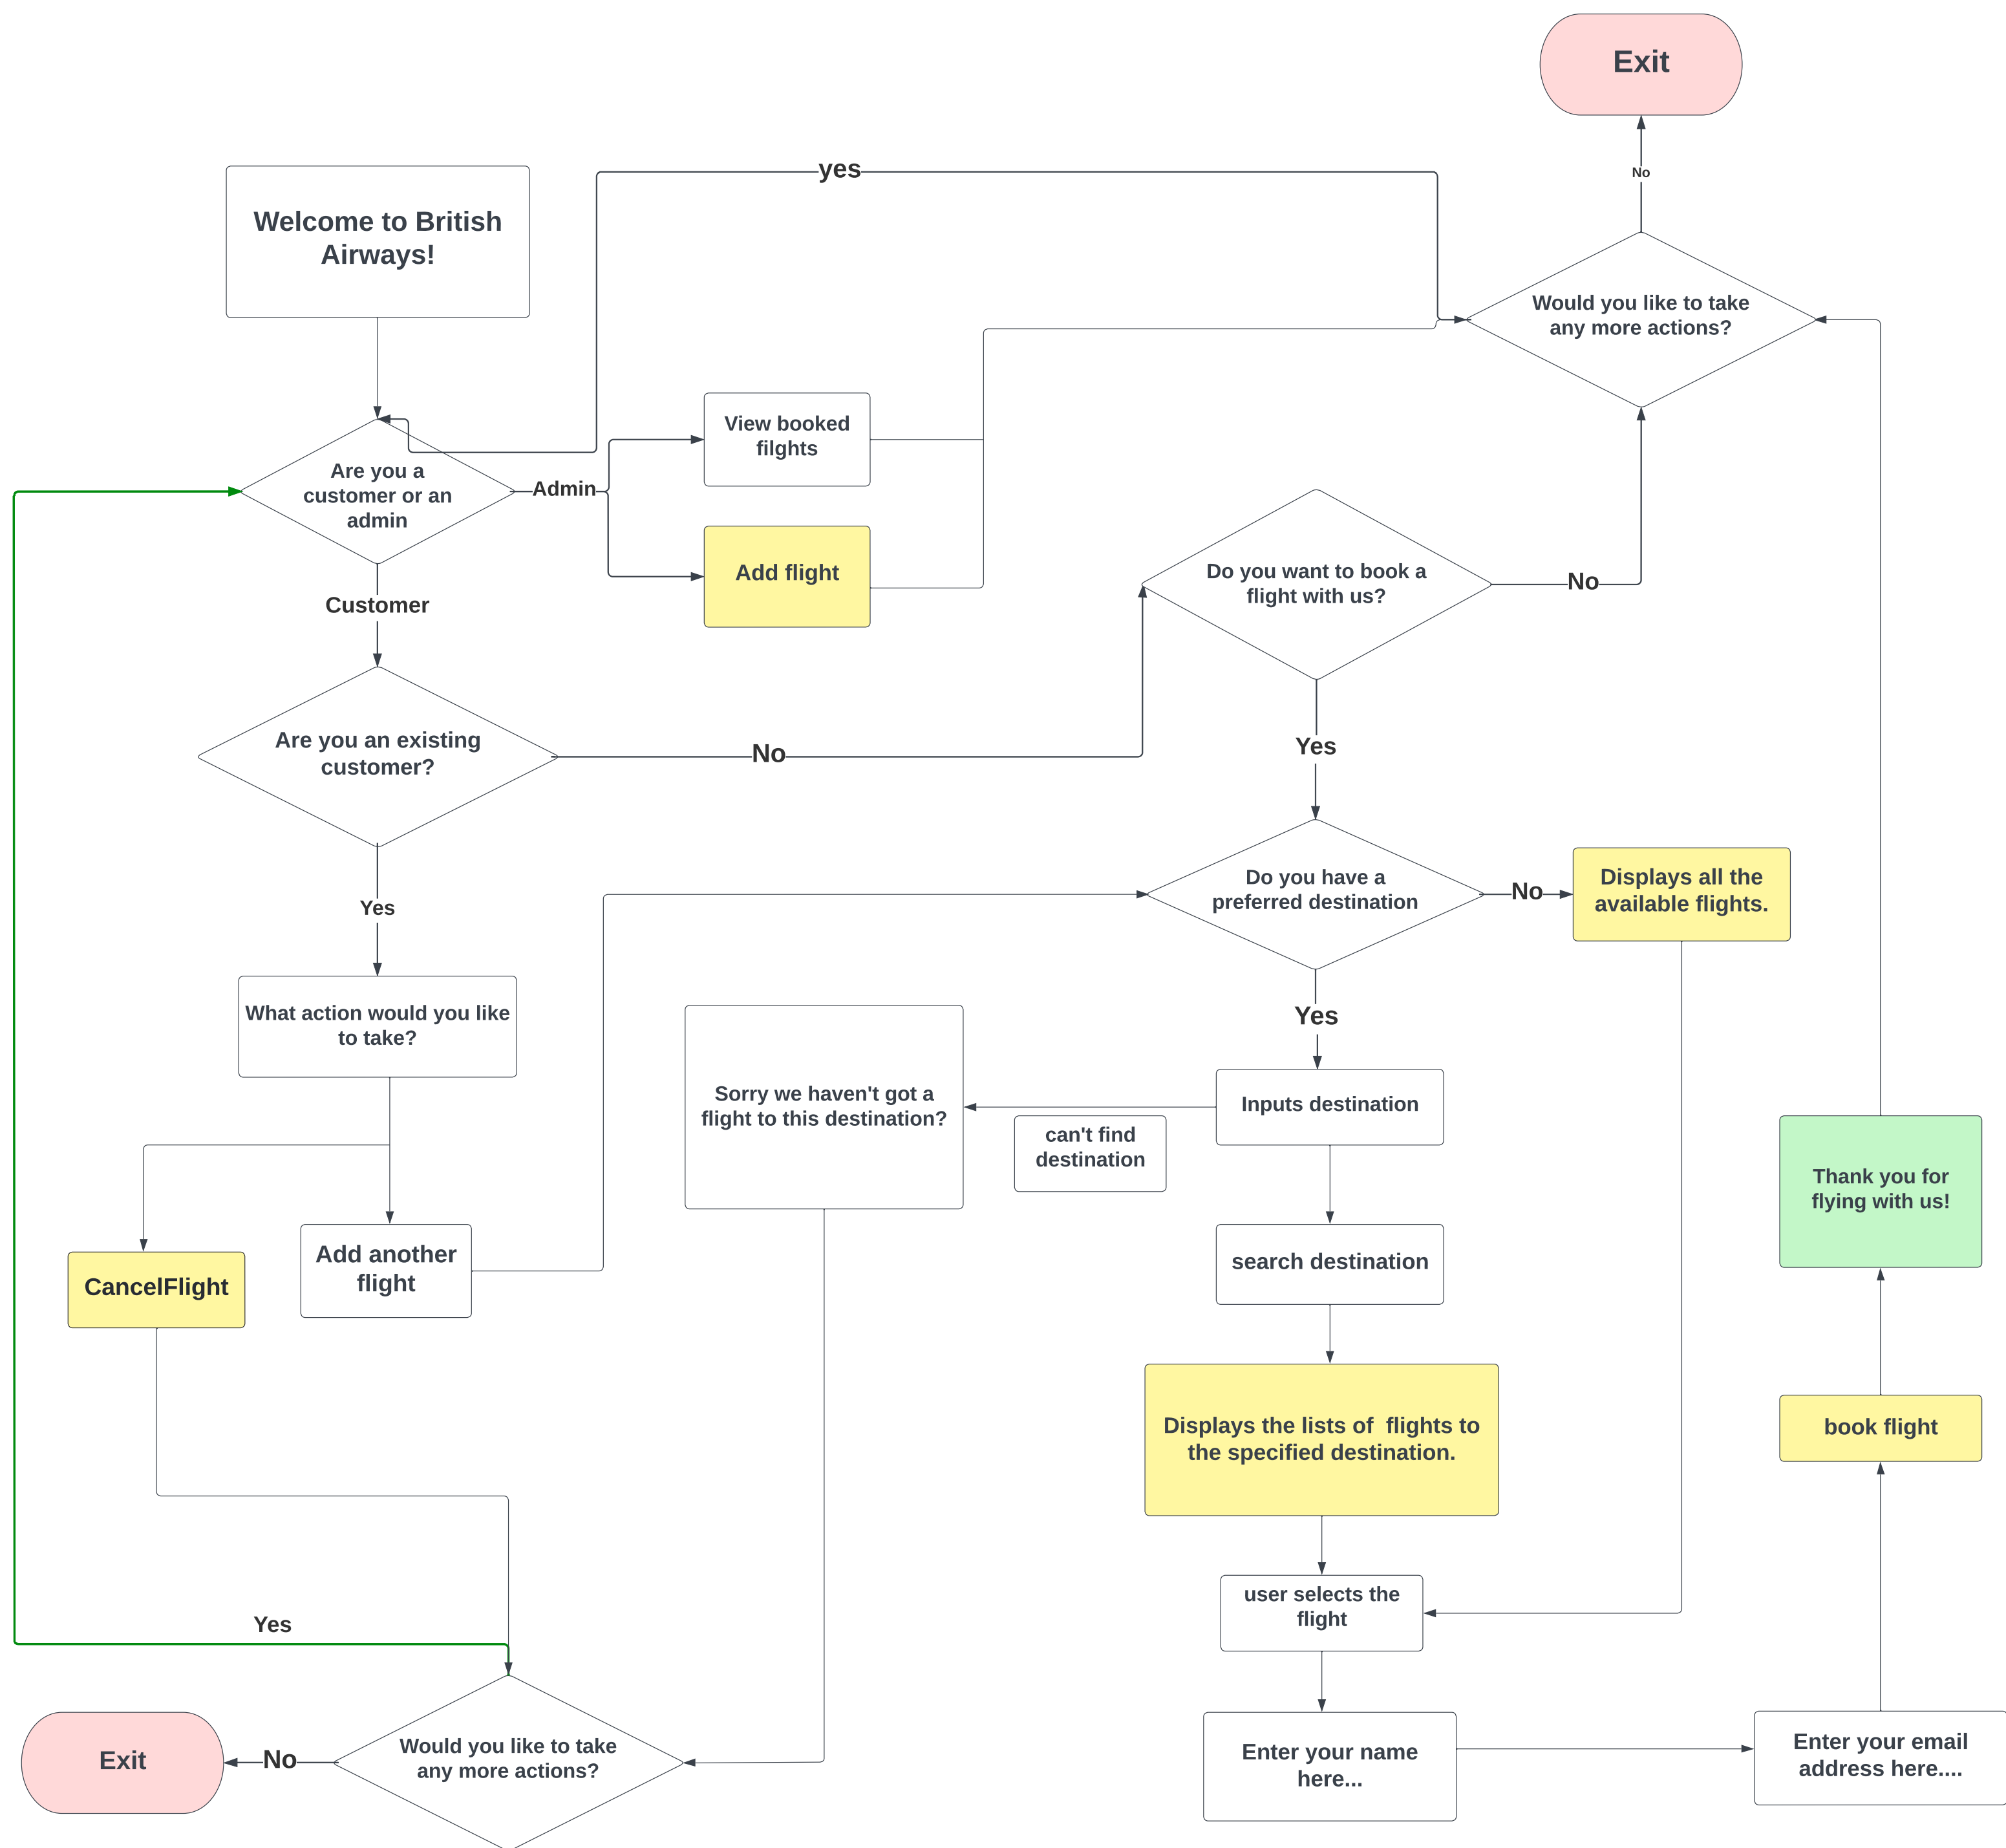 Exit
No
yes
Welcome to British
Airways!
Would you like to take
any more actions?
View booked
filghts
Are you a
customer or an
admin
Admin
Add flight
Do you want to book a
flight with us?
No
Customer
Are you an existing
customer?
No
Yes
Yes
Do you have a
preferred destination
No
Displays all the
available flights.
What action would you like
to take?
Yes
Sorry we haven't got a
flight to this destination?
Inputs destination
can't find
destination
Thank you for
flying with us!
Add another
flight
search destination
CancelFlight
Displays the lists of  flights to
the specified destination.
book flight
user selects the
flight
Yes
Exit
No
Would you like to take
any more actions?
Enter your name
here...
Enter your email
address here....